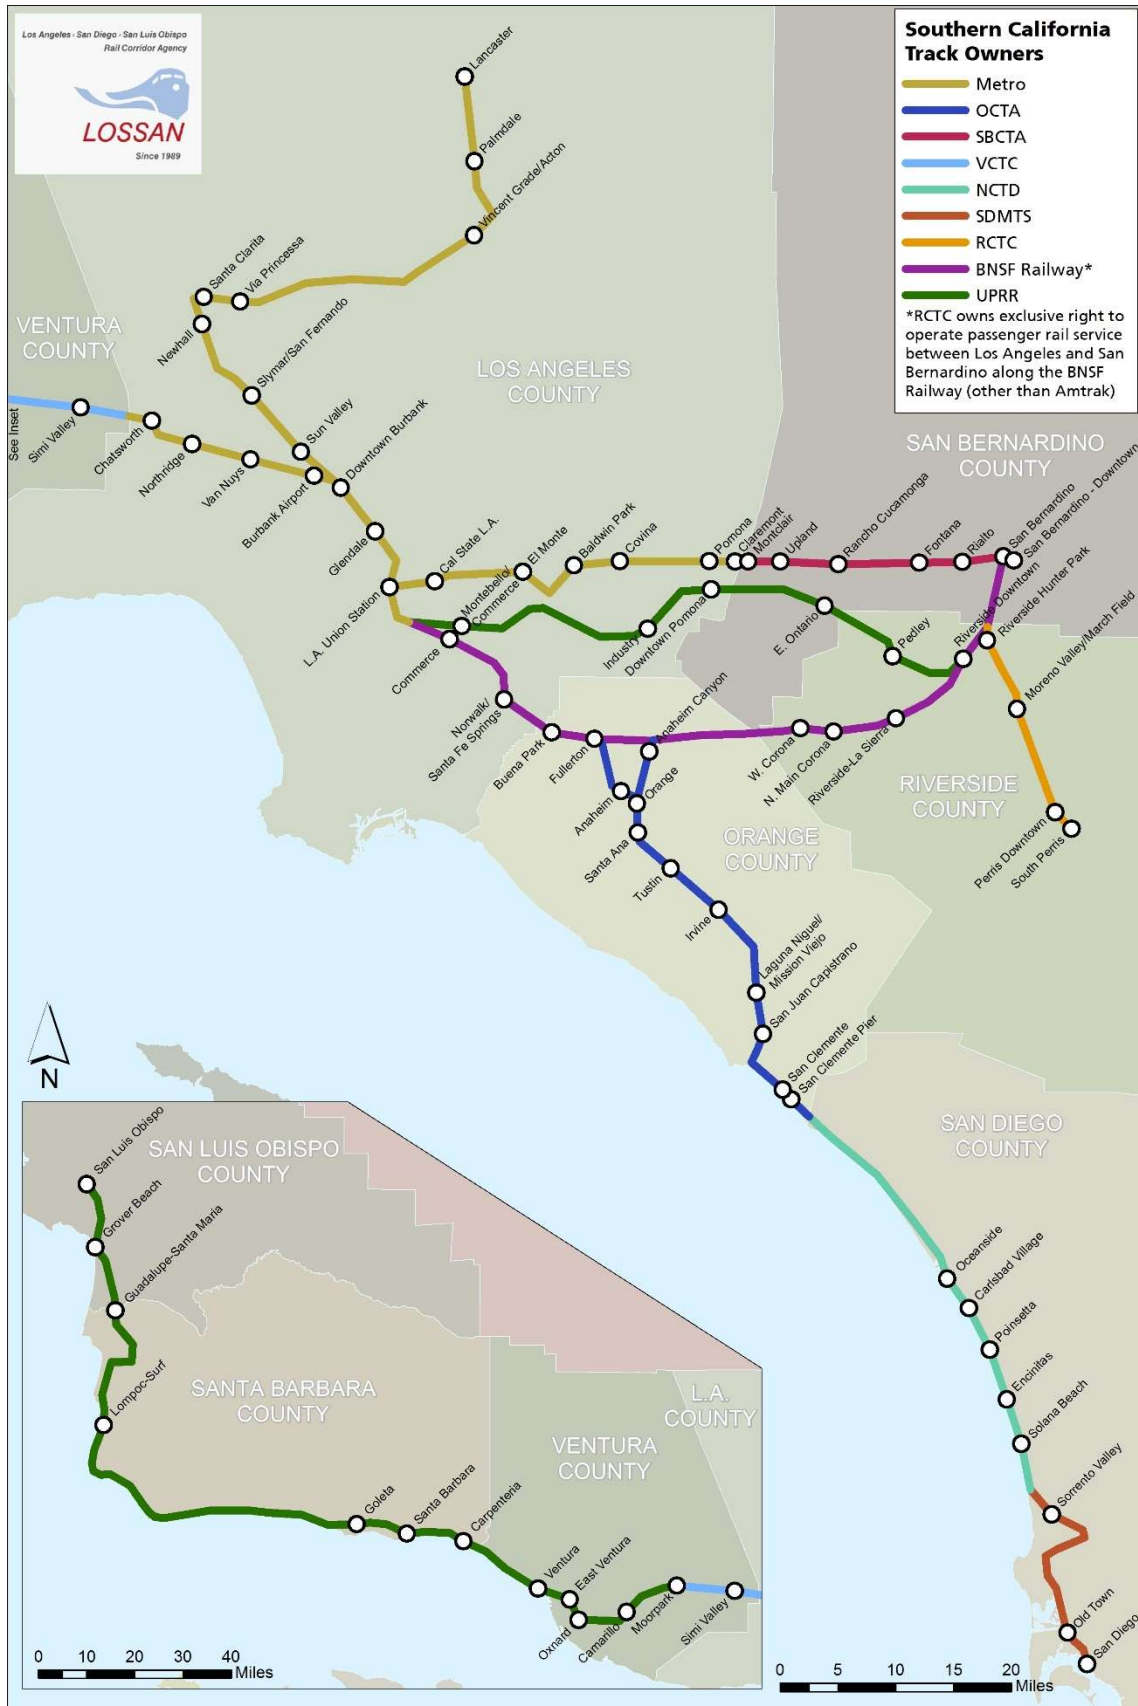 Los Angeles - San Diego - San Luis Obispo
Rail Corridor Agency
LOSSAN
Since 1989
Southern California
Track Owners
Metro
OCTA
SBCTA
VCTC
NCTD
SDMTS
RCTC
BNSF Railway*
UPRR
*RCTC owns exclusive right to
operate passenger rail service
between Los Angeles and San
Bernardino along the BNSF
Railway (other than Amtrak)
Lancaster
Palmdale
Vincent Grade/Acton
Santa Clarita
Via Princessa
Newhall
Slymar/San Fernando
VENTURA
COUNTY
LOS ANGELES
COUNTY
SAN BERNARDINO
COUNTY
See Inset
Simi Valley
Chatsworth
Northridge
Van Nuys
Burbank Airport
Sun Valley
Downtown Burbank
Glendale
L.A. Union Station
Cal State L.A.
El Monte
Baldwin Park
Covina
Pomona
Claremont
Montclair
Upland
Rancho Cucamonga
Fontana
Rialto
San Bernardino
San Bernardino - Downtown
Montebello/
Commerce
Commerce
Industry
Downtown Pomona
E. Ontario
Pedley
Riverside Downtown
Riverside Hunter Park
Moreno Valley/March Field
Norwalk/
Santa Fe Springs
Buena Park
Fullerton
Anaheim Canyon
W. Corona
N. Main Corona
Riverside-La Sierra
RIVERSIDE
COUNTY
Perris Downtown
South Perris
Anaheim
Orange
Santa Ana
ORANGE
COUNTY
Tustin
Irvine
Laguna Niguel/
Mission Viejo
San Juan Capistrano
San Clemente
San Clemente Pier
SAN DIEGO
COUNTY
Oceanside
Carlsbad Village
Poinsetta
Encinitas
Solana Beach
Sorrento Valley
Old Town
San Diego
N
SAN LUIS OBISPO
COUNTY
San Luis Obispo
Grover Beach
Guadalupe-Santa Maria
Lompoc-Surf
SANTA BARBARA
COUNTY
L.A.
COUNTY
VENTURA
COUNTY
Goleta
Santa Barbara
Carpenteria
Ventura
East Ventura
Oxnard
Camarillo
Moorpark
Simi Valley
0 10 20 30 40
Miles
0 5 10 15 20
Miles